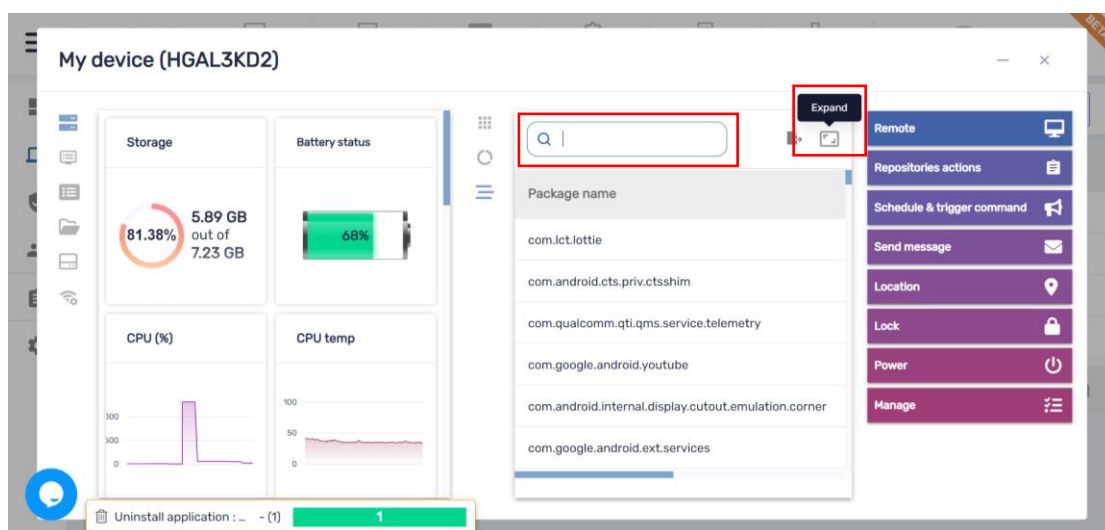 BETA
My device (HGAL3KD2)
Storage
81.38%
5.89 GB
out of
7.23 GB
Battery status
68%
CPU (%)
500
0
CPU temp
100
50
0
Expand
Package name
com.lct.lottie
com.android.cts.priv.ctsshim
com.qualcomm.qti.qms.service.telemetry
com.google.android.youtube
com.android.internal.display.cutout.emulation.corner
com.google.android.ext.services
Remote
Repositories actions
Schedule & trigger command
Send message
Location
Lock
Power
Manage
Uninstall application : … - (1) 1